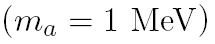 (m_a = 1 MeV)